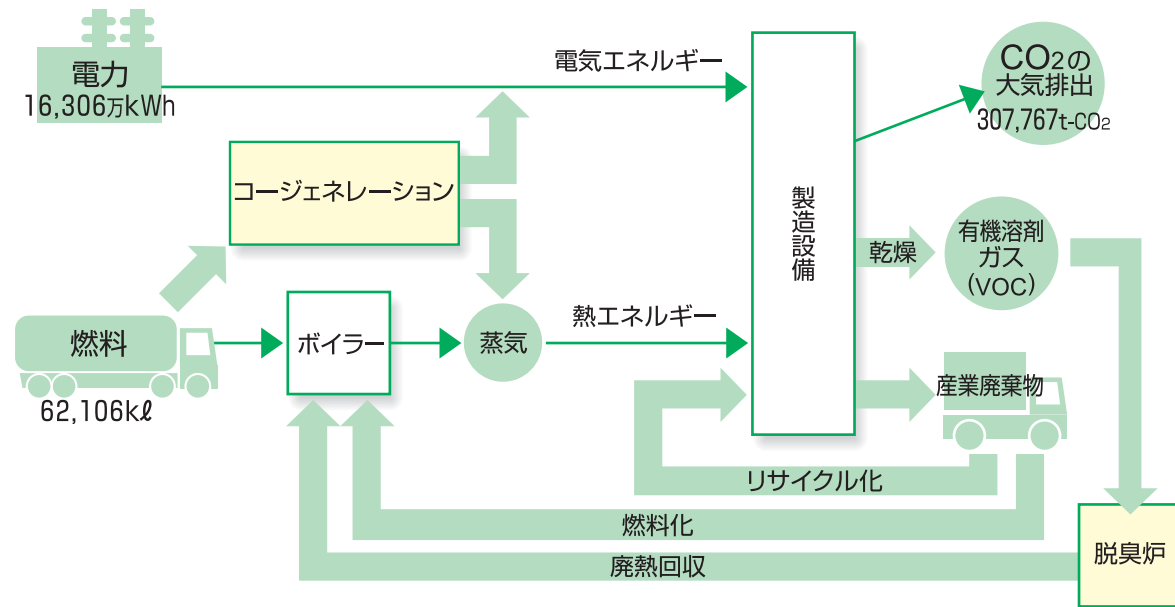 電力
16,306万kWh
電気エネルギー
CO2の
大気排出
307,767t-CO2
コージェネレーション
製造設備
乾燥
有機溶剤
ガス
(VOC)
燃料
62,106kℓ
ボイラー
蒸気
熱エネルギー
産業廃棄物
リサイクル化
燃料化
廃熱回収
脱臭炉